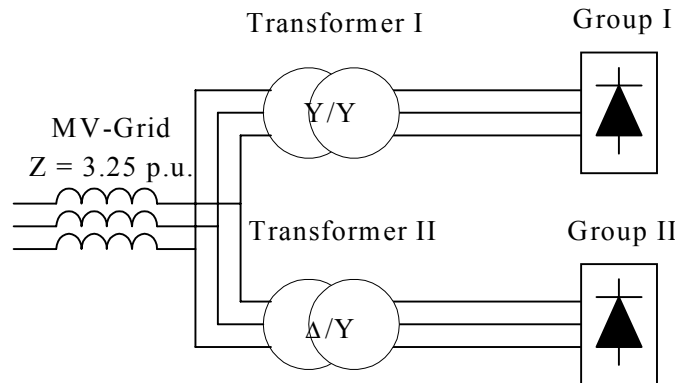 Transformer I
Group I
Y/Y
MV-Grid
Z = 3.25 p.u.
Transformer II
Group II
Δ/Y